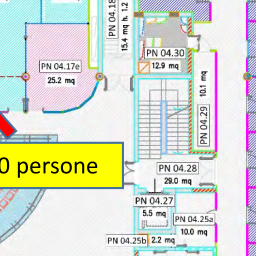 PN 04.18
15.4 mq h. 1.2
PN 04.17e
25.2 mq
PN 04.30
12.9 mq
10.1 mq
PN 04.29
0 persone
PN 04.28
29.0 mq
PN 04.27
5.5 mq
PN 04.25a
10.0 mq
PN 04.25b
2.2 mq